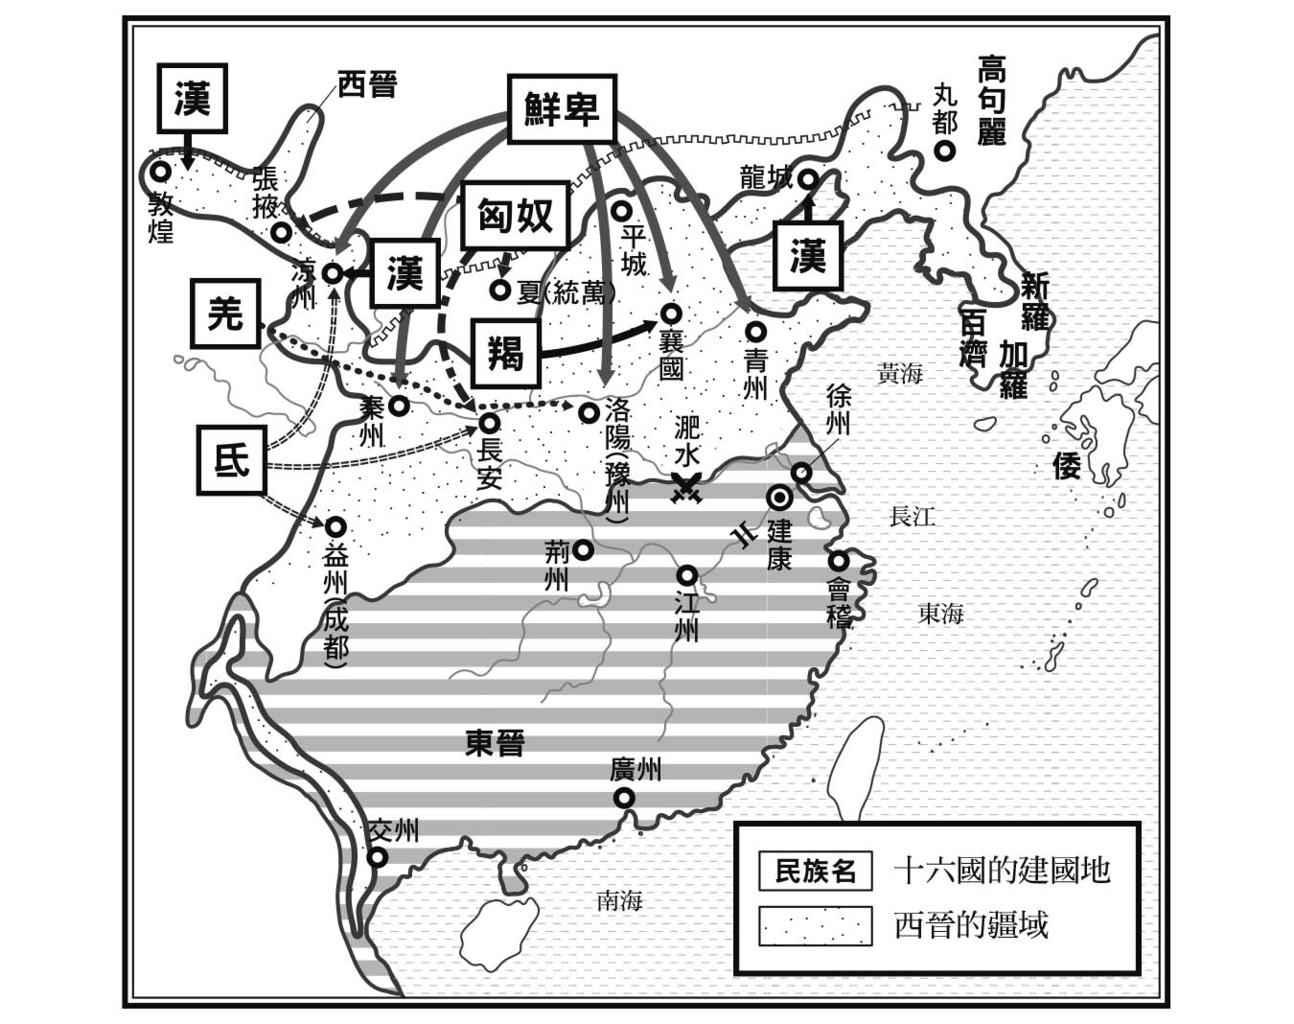 西晉
漢
鮮卑
高句麗
丸都
敦煌
張掖
匈奴
平城
龍城
漢
涼州
漢
夏(統萬)
羌
羯
襄國
青州
新羅
百濟
加羅
黃海
秦州
長安
洛陽(豫州)
淝水
徐州
倭
氐
長江
建康
益州(成都)
荊州
江州
會稽
東海
東晉
廣州
交州
南海
民族名 十六國的建國地
西晉的疆域